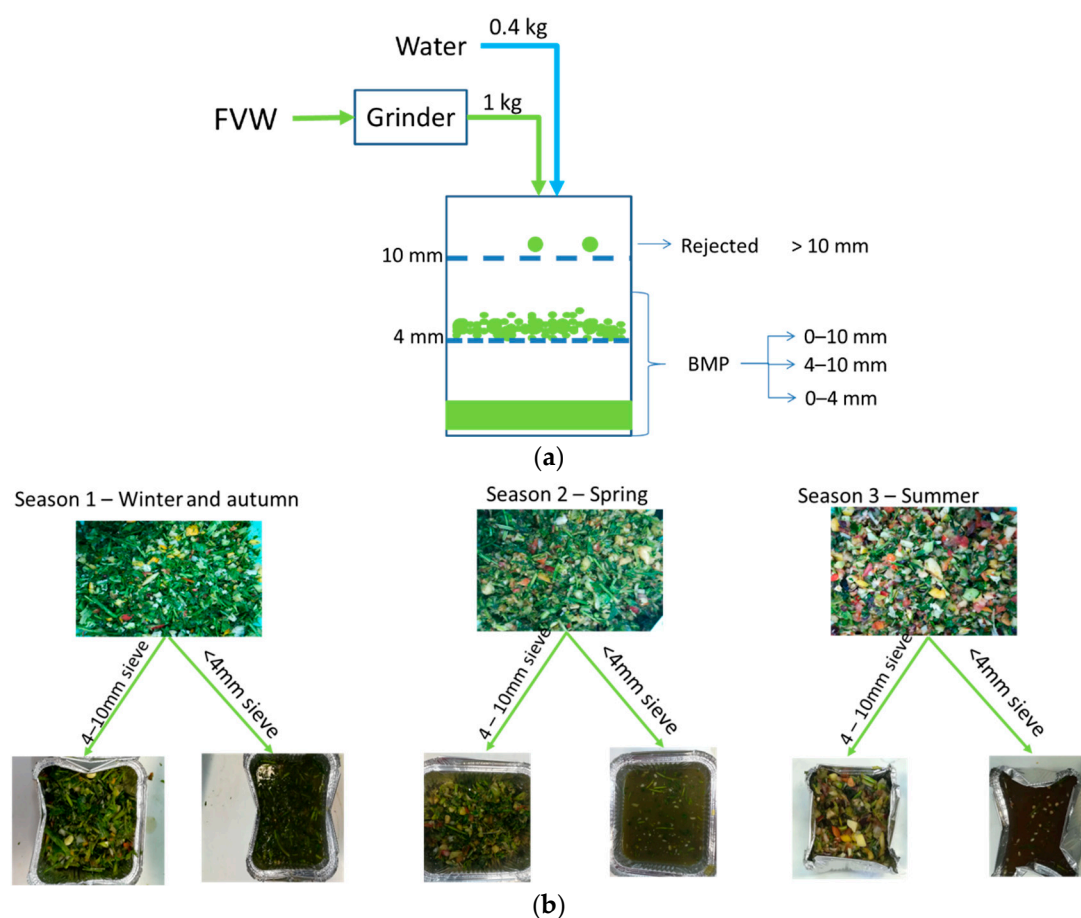 0.4 kg
Water
1 kg
FVW
Grinder
10 mm
Rejected > 10 mm
4 mm
0–10 mm
BMP
4–10 mm
0–4 mm
(a)
Season 1 – Winter and autumn
Season 2 – Spring
Season 3 – Summer
4–10mm sieve
<4mm sieve
4 – 10mm sieve
<4mm sieve
4 – 10mm sieve
<4mm sieve
(b)